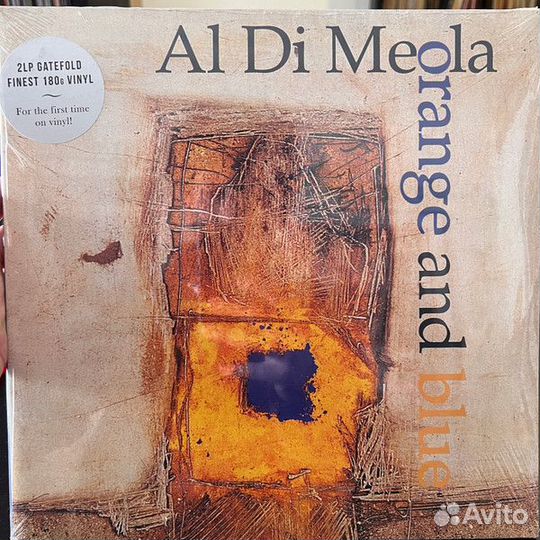 2LP GATEFOLD
FINEST 180G VINYL
For the first time
on vinyl!
Al Di Meola
orange and blue
Avito